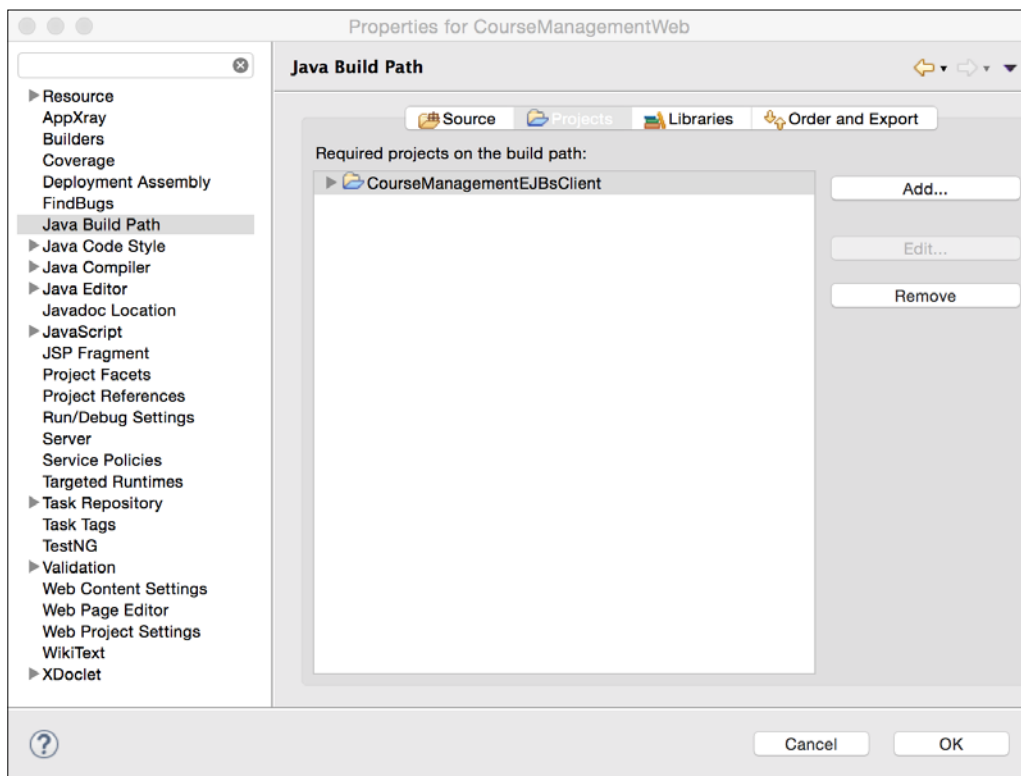 Properties for CourseManagementWeb
Java Build Path
Resource
AppXray
Builders
Coverage
Deployment Assembly
FindBugs
Java Build Path
Java Code Style
Java Compiler
Java Editor
Javadoc Location
JavaScript
JSP Fragment
Project Facets
Project References
Run/Debug Settings
Server
Service Policies
Targeted Runtimes
Task Repository
Task Tags
TestNG
Validation
Web Content Settings
Web Page Editor
Web Project Settings
WikiText
XDoclet
Source Projects Libraries Order and Export
Required projects on the build path:
CourseManagementEJBsClient
Add...
Edit...
Remove
?
Cancel OK